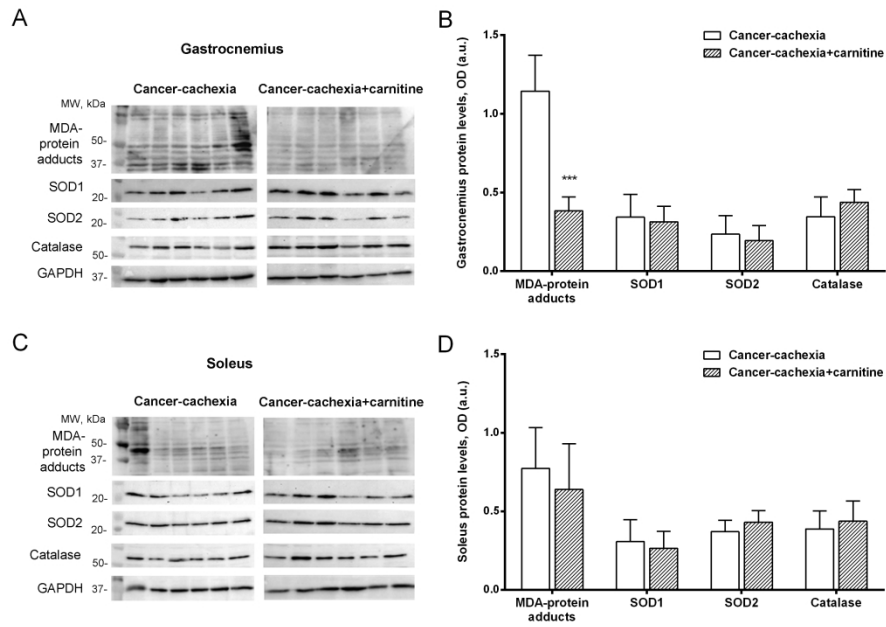 A
Gastrocnemius
Cancer-cachexia Cancer-cachexia+carnitine
MW, kDa
MDA-
protein
adducts
50-
37-
SOD1
20-
SOD2
20-
Catalase
50-
GAPDH
37-
B
Gastrocnemius protein levels, OD (a.u.)
1.5
1.0
0.5
0.0
Cancer-cachexia
Cancer-cachexia+carnitine
***
MDA-protein
adducts
SOD1
SOD2
Catalase
C
Soleus
Cancer-cachexia Cancer-cachexia+carnitine
MW, kDa
MDA-
protein
adducts
50-
37-
SOD1
20-
SOD2
20-
Catalase
50-
GAPDH
37-
D
Soleus protein levels, OD (a.u.)
1.5
1.0
0.5
0.0
Cancer-cachexia
Cancer-cachexia+carnitine
MDA-protein
adducts
SOD1
SOD2
Catalase